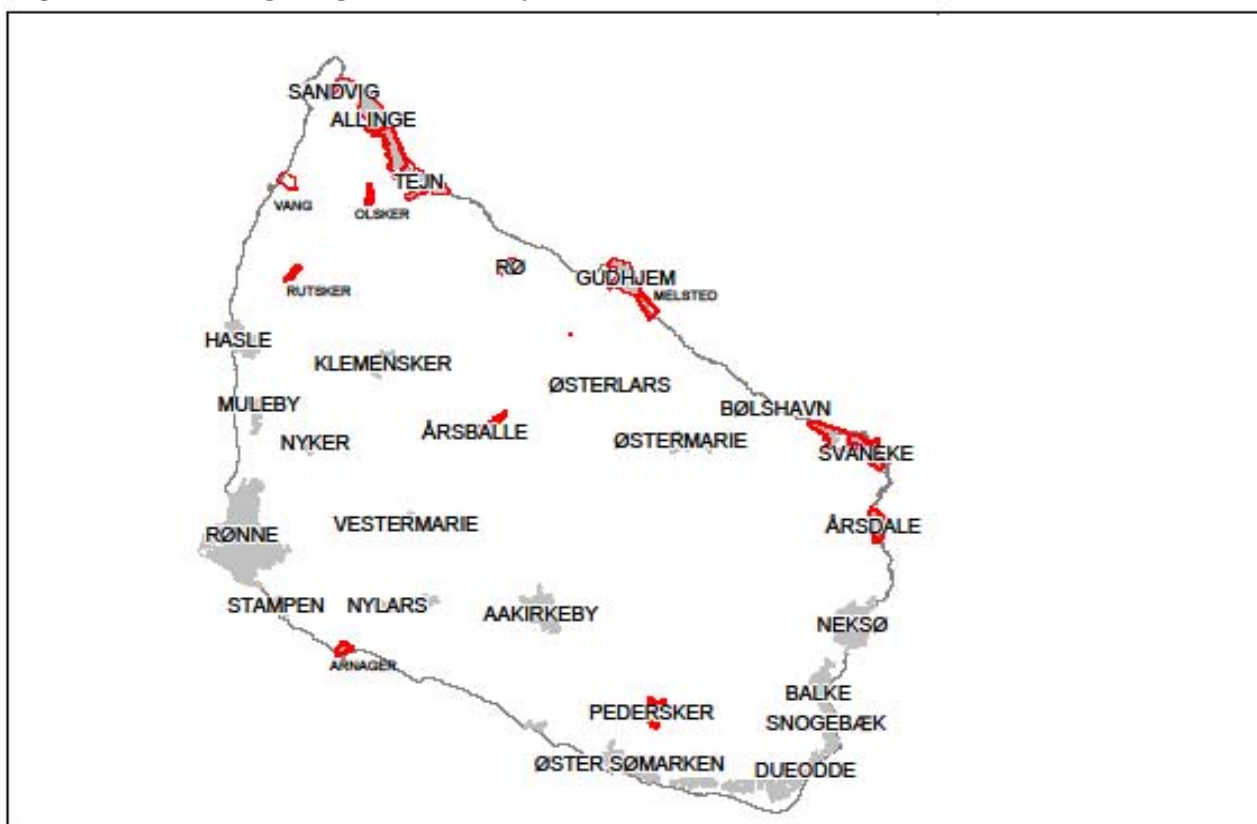 SANDVIG
ALLINGE
TEJN
VANG
OLSKER
RØ
GUDHJEM
RUTSKER
MELSTED
HASLE
KLEMENSKER
ØSTERLARS
MULEBY
BØLSHAVN
ÅRSBALLE
NYKER
ØSTERMARIE
SVANEKE
VESTERMARIE
ÅRSDALE
RØNNE
STAMPEN
NYLARS
AAKIRKEBY
NEKSØ
ARNAGER
BALKE
PEDERSKER
SNOGEBÆK
ØSTER SØMARKEN
DUEODDE